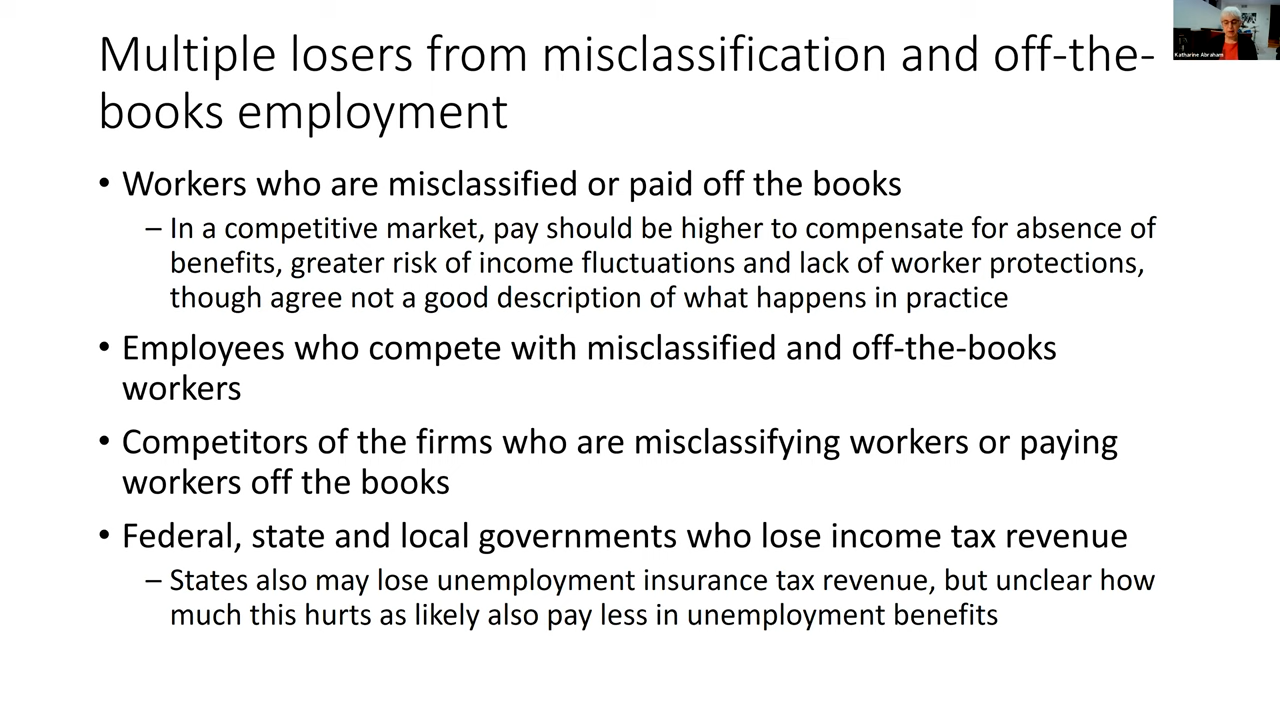 Multiple losers from misclassification and off-the-
books employment
Katharine Abraham
• Workers who are misclassified or paid off the books
– In a competitive market, pay should be higher to compensate for absence of
benefits, greater risk of income fluctuations and lack of worker protections,
though agree not a good description of what happens in practice
• Employees who compete with misclassified and off-the-books
workers
• Competitors of the firms who are misclassifying workers or paying
workers off the books
• Federal, state and local governments who lose income tax revenue
– States also may lose unemployment insurance tax revenue, but unclear how
much this hurts as likely also pay less in unemployment benefits